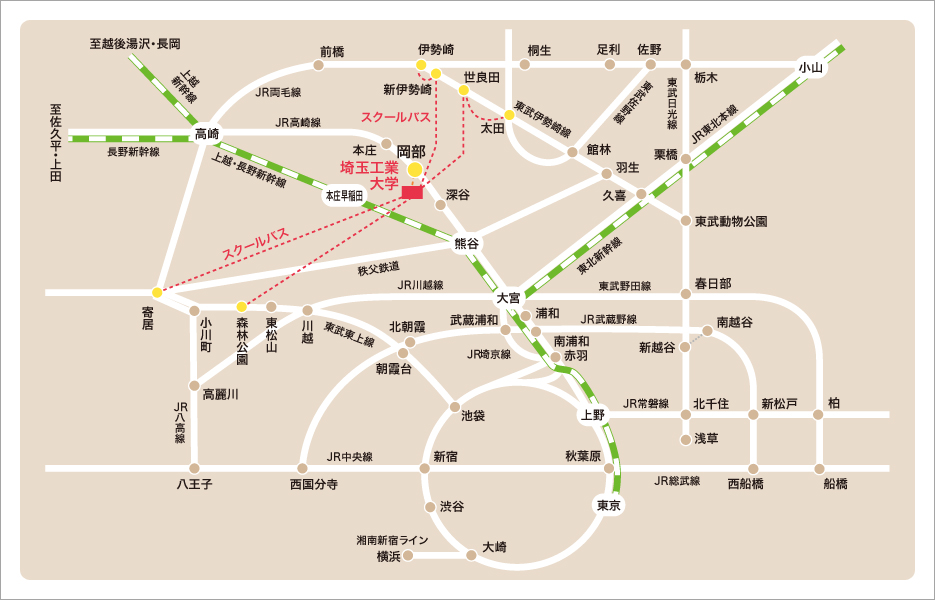 至越後湯沢・長岡
前橋
伊勢崎
桐生
足利
佐野
小山
上越
新幹線
JR両毛線
新伊勢崎
世良田
栃木
至佐久平・上田
高崎
JR高崎線
スクールバス
太田
東武伊勢崎線
東武佐野線
東武日光線
JR東北本線
長野新幹線
本庄
岡部
館林
栗橋
上越・長野新幹線
埼玉工業
大学
羽生
本庄早稲田
深谷
久喜
スクールバス
熊谷
東武動物公園
秩父鉄道
東北新幹線
JR川越線
大宮
東武野田線
春日部
寄居
小川町
森林公園
東松山
川越
東武東上線
北朝霞
武蔵浦和
浦和
JR武蔵野線
南越谷
朝霞台
JR埼京線
南浦和
赤羽
新越谷
高麗川
JR八高線
池袋
上野
JR常磐線
北千住
新松戸
柏
浅草
JR中央線
新宿
秋葉原
八王子
西国分寺
JR総武線
西船橋
船橋
渋谷
東京
湘南新宿ライン
横浜
大崎